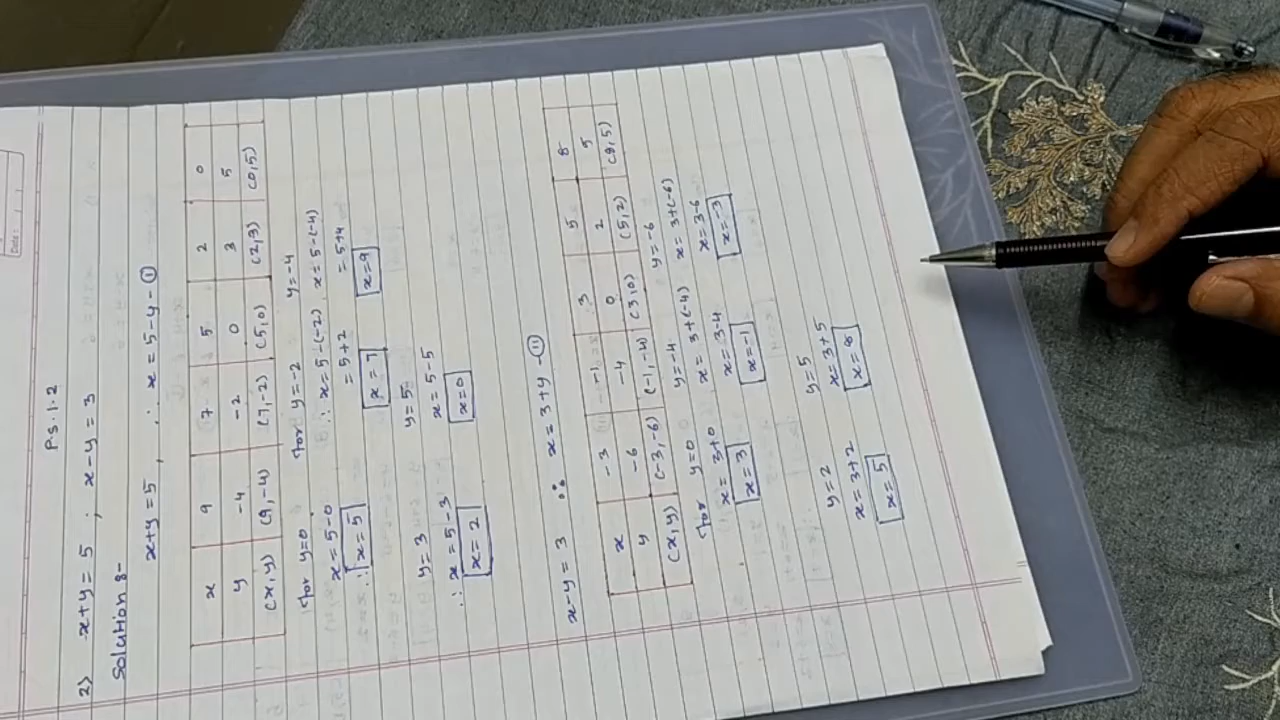 Date:
P.S. 1.2
2) x+y = 5 ; x-y = 3
Solution :-
x+y = 5 , ∴ x = 5-y - ①
x 9 7 5 2 0
y -4 -2 0 3 5
(x,y) (9,-4) (7,-2) (5,0) (2,3) (0,5)
for y=0 for y=-2 y=-4
x = 5-0 ∴ x=5-(-2) x=5-(-4)
∴ x=5 = 5+2 = 5+4
x=7 x=9
y = 3 y = 5
∴ x = 5-3 x = 5-5
x = 2 x=0
x-y = 3 ∴ x = 3+y - ⑪
x -3 -1 3 5 8
y -6 -4 0 2 5
(x,y) (-3,-6) (-1,-4) (3,0) (5,2) (8,5)
for y=0 y=-4 y=-6
x = 3+0 x = 3+(-4) x = 3+(-6)
x = 3 x = 3-4 x = 3-6
x = -1 x = -3
y = 2 y = 5
x = 3+2 x = 3+5
x = 5 x = 8